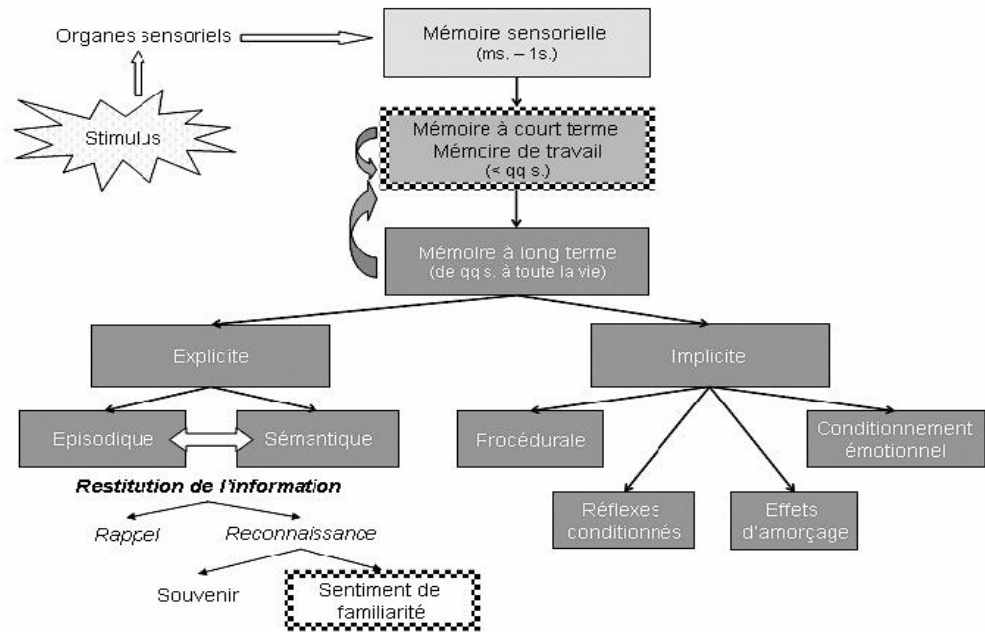 Organes sensoriels
Mémoire sensorielle
(ms. – 1s.)
Stimulus
Mémoire à court terme
Mémcire de travail
(< qq s.)
Mémoire à long terme
(de qq s. à toute la vie)
Explicite
Implicite
Episodique
Sémantique
Frocédurale
Conditionnement
émotionnel
Restitution de l'information
Réflexes
conditionnés
Effets
d'amorçage
Rappel
Reconnaissance
Souvenir
Sentiment de
familiarité